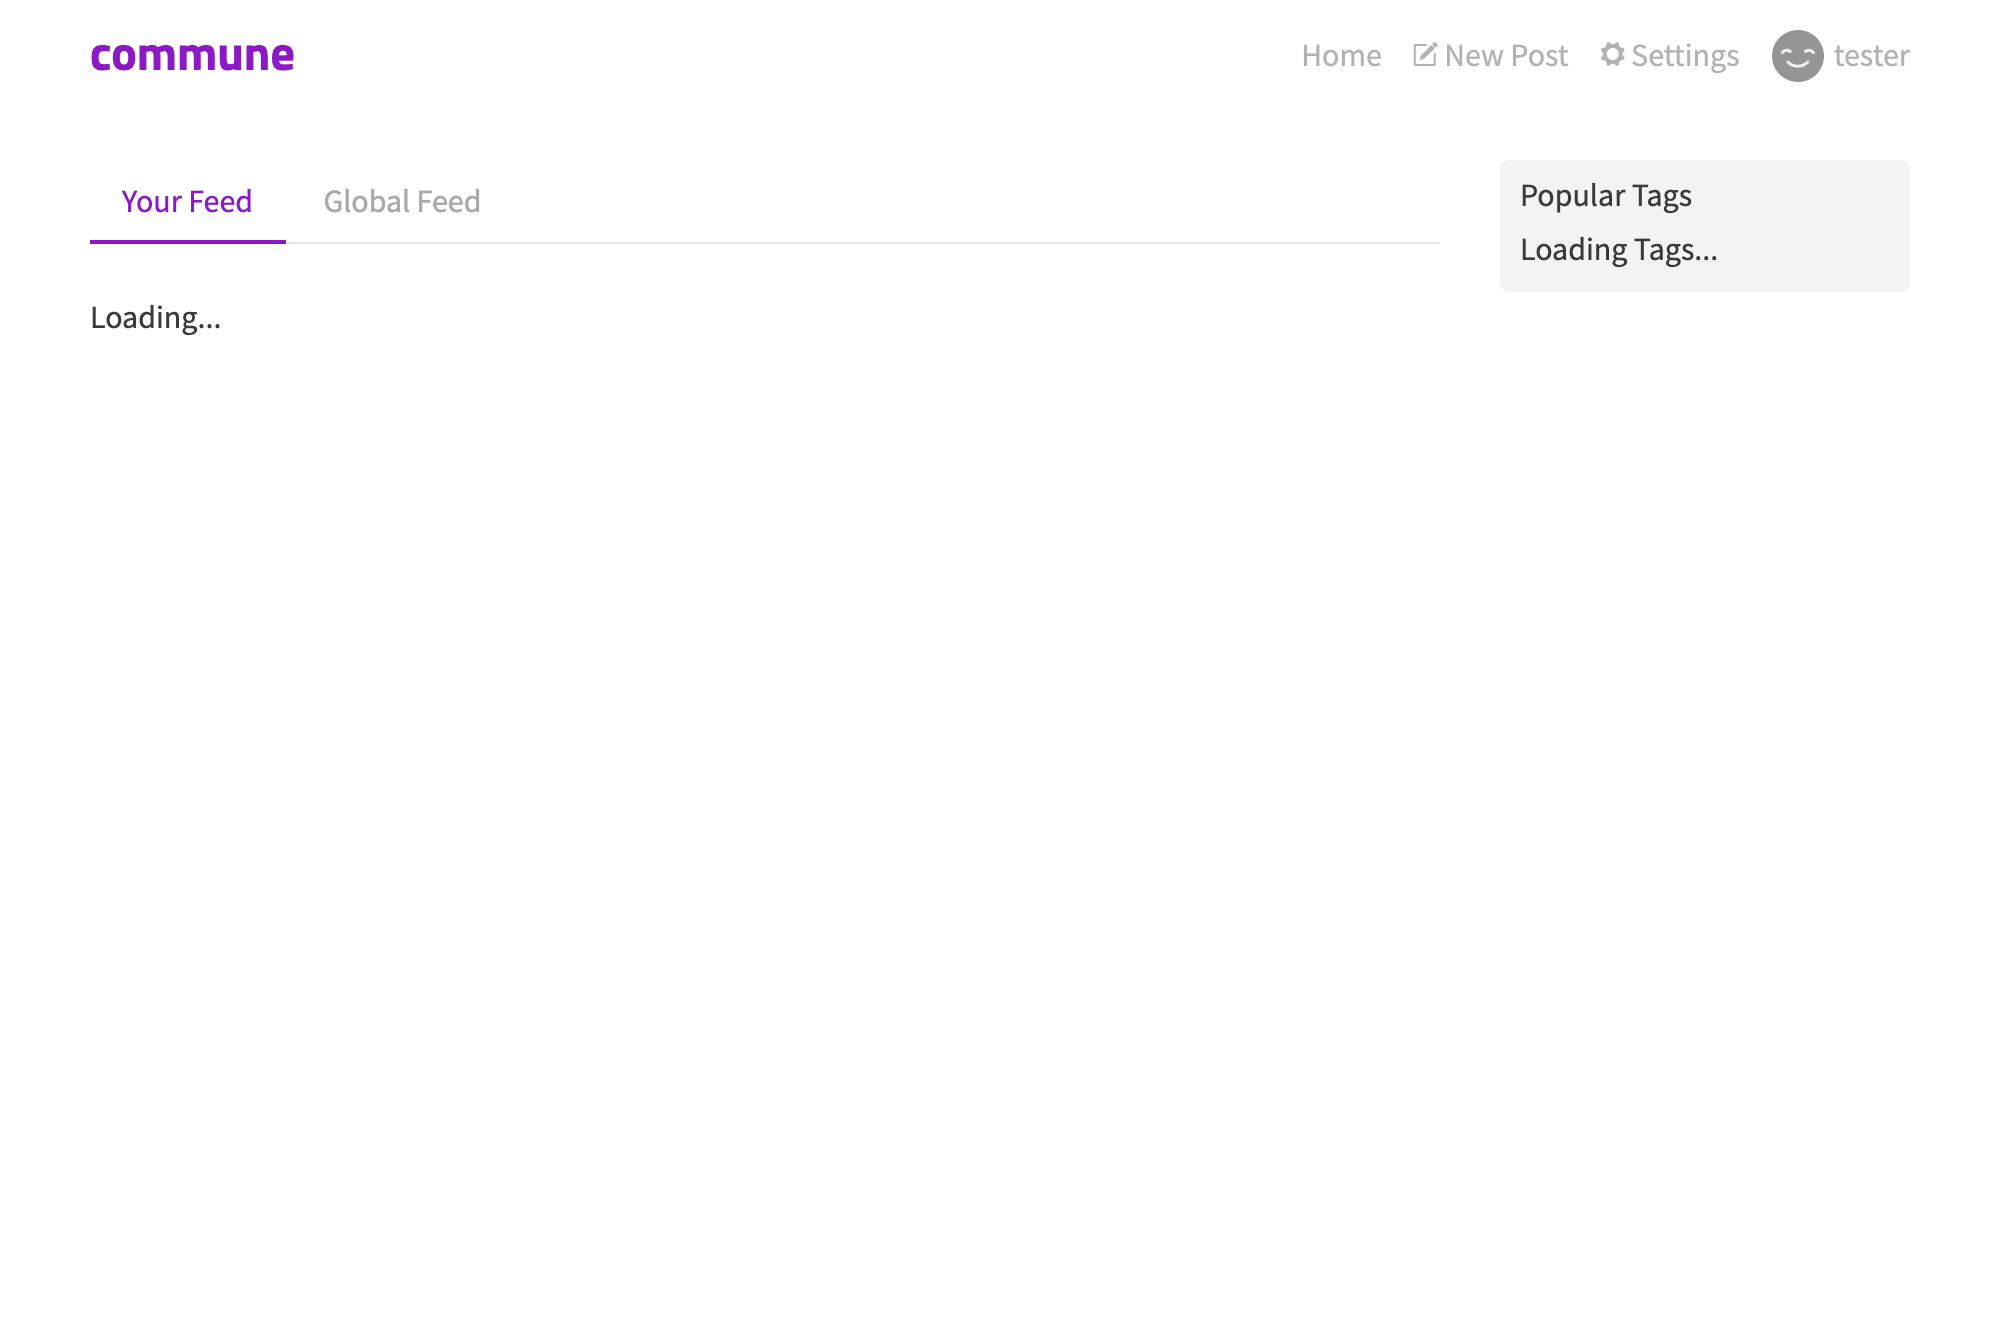 commune
Home New Post Settings tester
Your Feed Global Feed
Loading...
Popular Tags
Loading Tags...